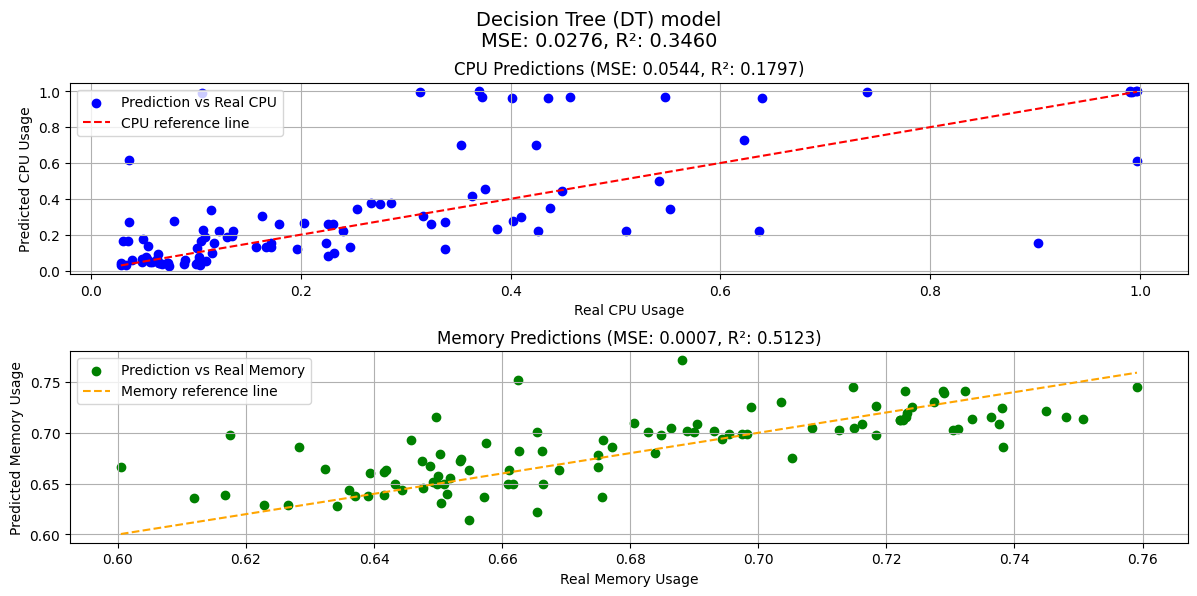 Decision Tree (DT) model
MSE: 0.0276, R²: 0.3460
CPU Predictions (MSE: 0.0544, R²: 0.1797)
Predicted CPU Usage
1.0
0.8
0.6
0.4
0.2
0.0
Prediction vs Real CPU
CPU reference line
0.0 0.2 0.4 0.6 0.8 1.0
Real CPU Usage
Memory Predictions (MSE: 0.0007, R²: 0.5123)
Predicted Memory Usage
0.75
0.70
0.65
0.60
Prediction vs Real Memory
Memory reference line
0.60 0.62 0.64 0.66 0.68 0.70 0.72 0.74 0.76
Real Memory Usage